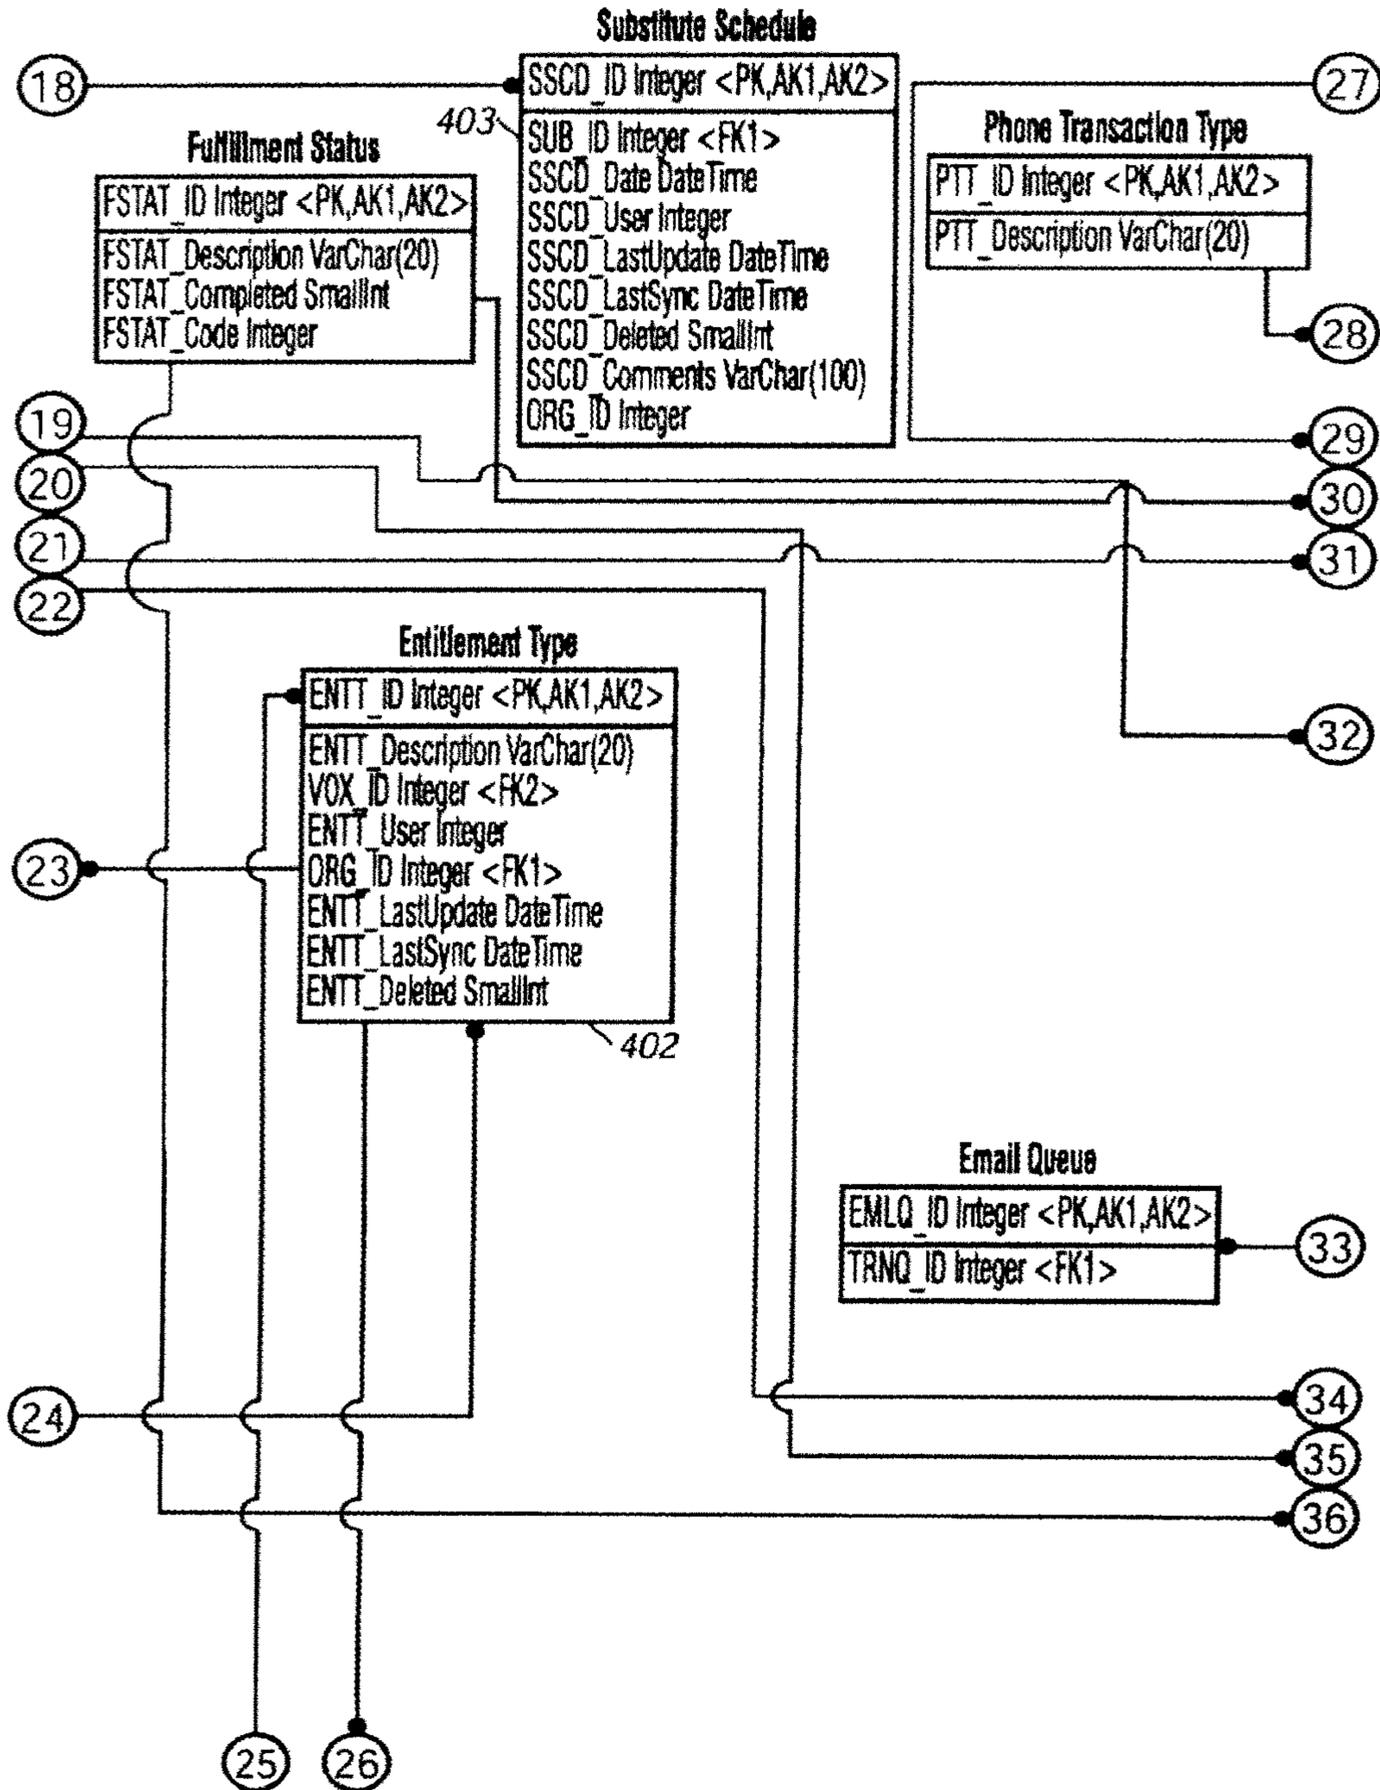 Substitute Schedule
18
SSCD_ID Integer <PK,AK1,AK2>
27
403
SUB_ID Integer <FK1>
SSCD_Date DateTime
SSCD_User Integer
SSCD_LastUpdate DateTime
SSCD_LastSync DateTime
SSCD_Deleted SmallInt
SSCD_Comments VarChar(100)
ORG_ID Integer
Phone Transaction Type
PTT_ID Integer <PK,AK1,AK2>
PTT_Description VarChar(20)
28
Fulfillment Status
FSTAT_ID Integer <PK,AK1,AK2>
FSTAT_Description VarChar(20)
FSTAT_Completed SmallInt
FSTAT_Code Integer
19
20
21
22
29
30
31
32
Entitlement Type
ENTT_ID Integer <PK,AK1,AK2>
ENTT_Description VarChar(20)
VOX_ID Integer <FK2>
ENTT_User Integer
ORG_ID Integer <FK1>
ENTT_LastUpdate DateTime
ENTT_LastSync DateTime
ENTT_Deleted SmallInt
23
402
Email Queue
EMLQ_ID Integer <PK,AK1,AK2>
TRNQ_ID Integer <FK1>
33
24
34
35
36
25
26